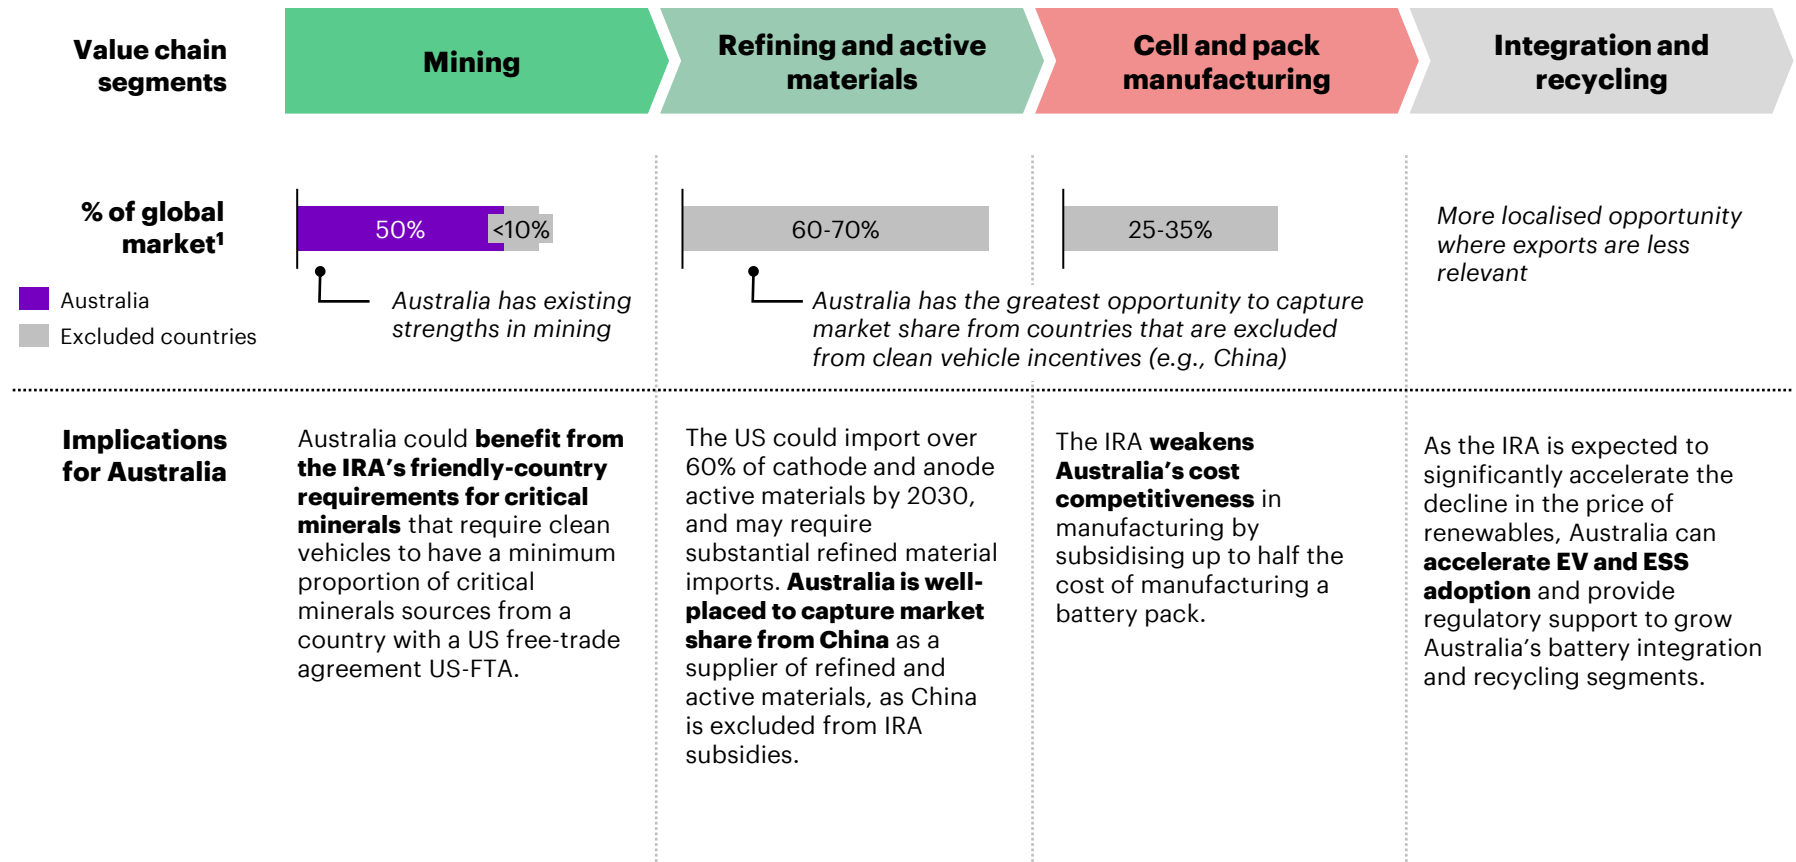 Value chain
segments
Mining
Refining and active
materials
Cell and pack
manufacturing
Integration and
recycling
% of global
market¹
Australia
Excluded countries
50%
<10%
Australia has existing
strengths in mining
60-70%
Australia has the greatest opportunity to capture
market share from countries that are excluded
from clean vehicle incentives (e.g., China)
25-35%
More localised opportunity
where exports are less
relevant
Implications
for Australia
Australia could benefit from
the IRA's friendly-country
requirements for critical
minerals that require clean
vehicles to have a minimum
proportion of critical
minerals sources from a
country with a US free-trade
agreement US-FTA.
The US could import over
60% of cathode and anode
active materials by 2030,
and may require
substantial refined material
imports. Australia is well-
placed to capture market
share from China as a
supplier of refined and
active materials, as China
is excluded from IRA
subsidies.
The IRA weakens
Australia's cost
competitiveness in
manufacturing by
subsidising up to half the
cost of manufacturing a
battery pack.
As the IRA is expected to
significantly accelerate the
decline in the price of
renewables, Australia can
accelerate EV and ESS
adoption and provide
regulatory support to grow
Australia's battery integration
and recycling segments.